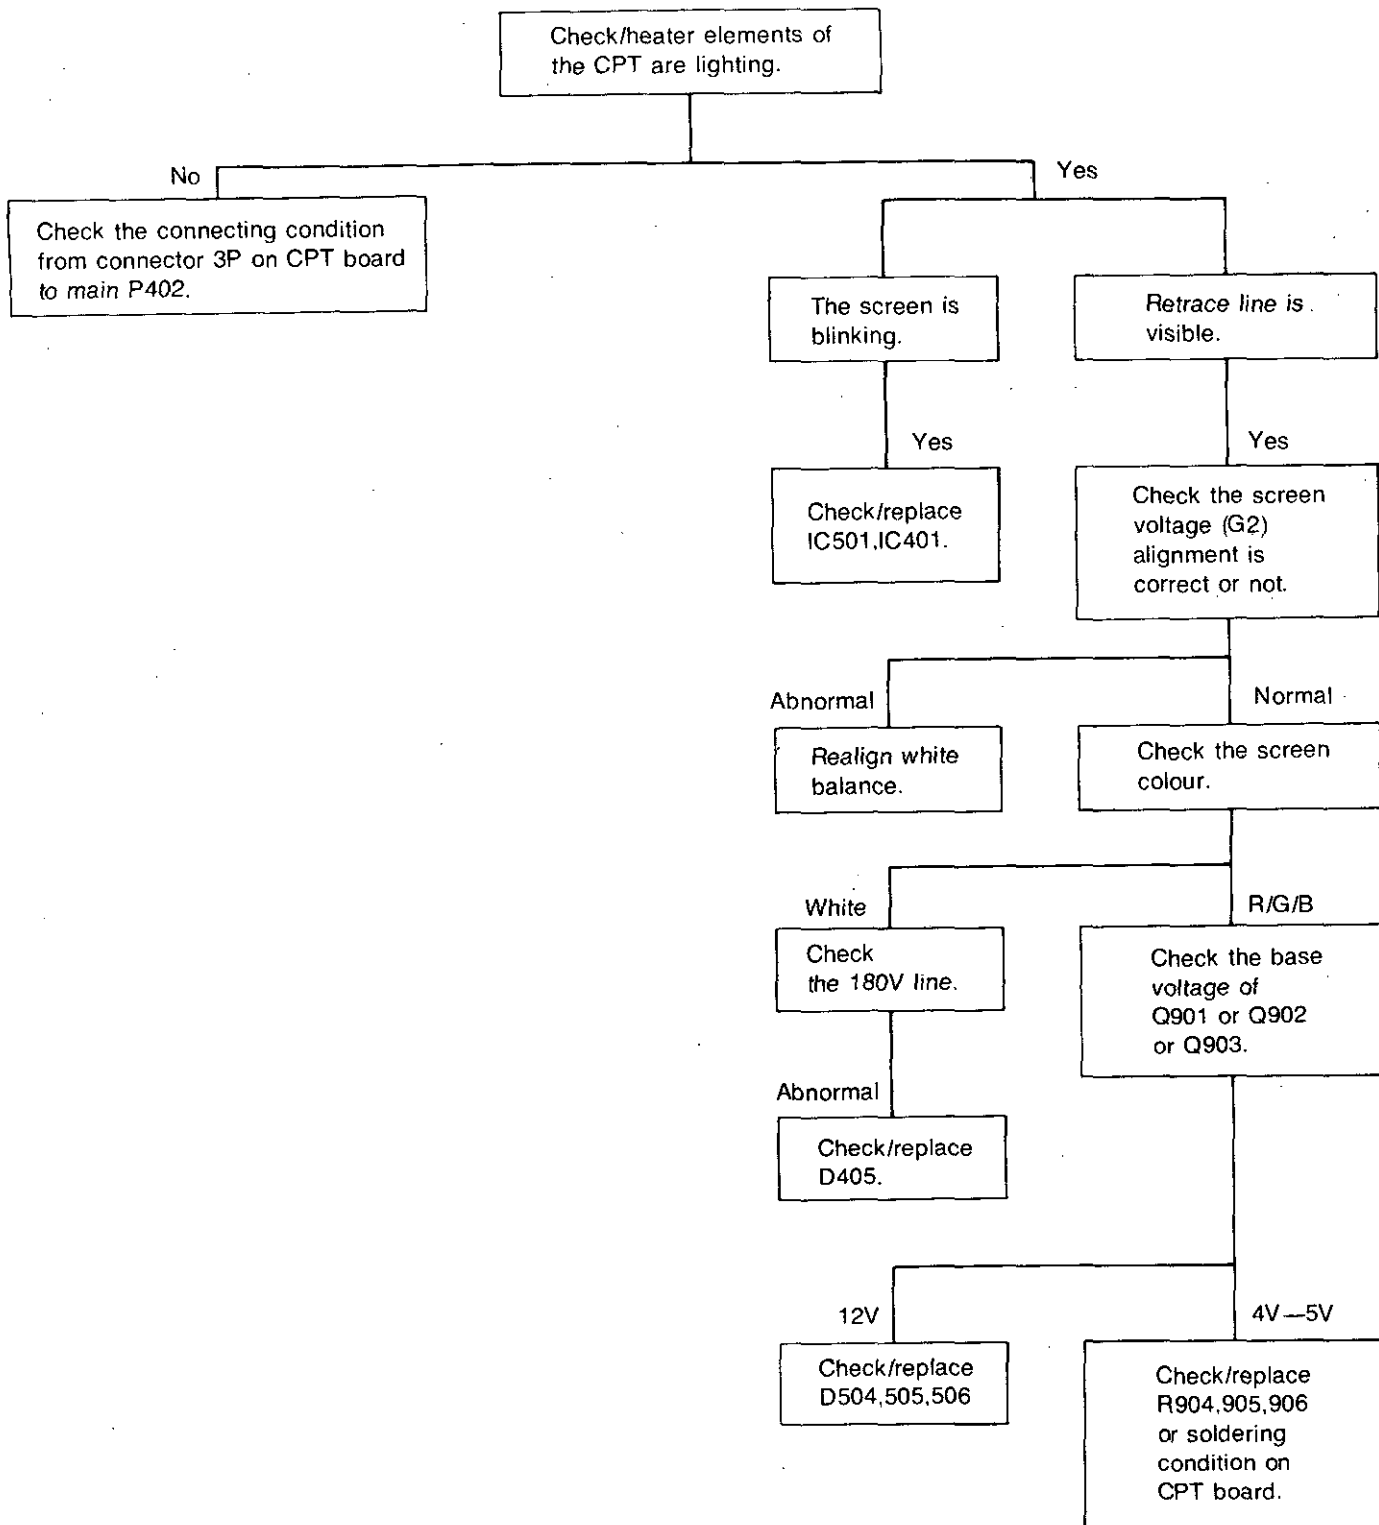 Check/heater elements of
the CPT are lighting.
No
Yes
Check the connecting condition
from connector 3P on CPT board
to main P402.
The screen is
blinking.
Retrace line is
visible.
Yes
Yes
Check/replace
IC501,IC401.
Check the screen
voltage (G2)
alignment is
correct or not.
Abnormal
Normal
Realign white
balance.
Check the screen
colour.
White
R/G/B
Check
the 180V line.
Check the base
voltage of
Q901 or Q902
or Q903.
Abnormal
Check/replace
D405.
12V
4V—5V
Check/replace
D504,505,506
Check/replace
R904,905,906
or soldering
condition on
CPT board.